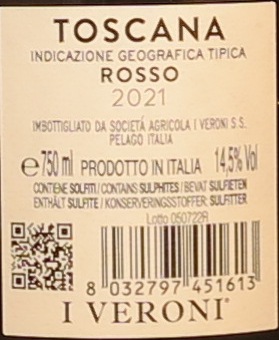 TOSCANA
INDICAZIONE GEOGRAFICA TIPICA
ROSSO
2021
IMBOTTIGLIATO DA SOCIETÁ AGRICOLA I VERONI S.S.
PELAGO ITALIA
e 750 ml PRODOTTO IN ITALIA 14,5% Vol
CONTIENE SOLFITI / CONTAINS SULPHITES / BEVAT SULFIETEN
ENTHÄLT SULFITE / KONSERVERINGSSTOFFER: SULFITTER
Lotto 050722R
8 032797 451613
I VERONI